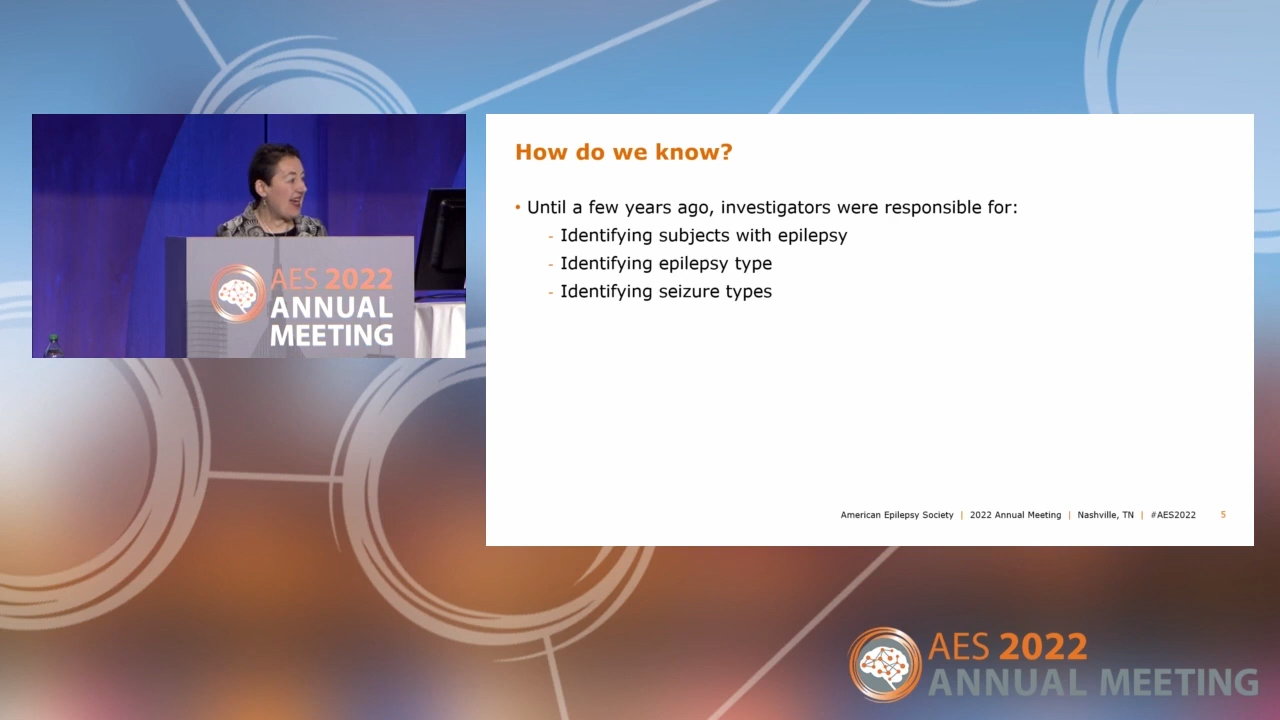 AES 2022
ANNUAL
MEETING
How do we know?
• Until a few years ago, investigators were responsible for:
- Identifying subjects with epilepsy
- Identifying epilepsy type
- Identifying seizure types
American Epilepsy Society | 2022 Annual Meeting | Nashville, TN | #AES2022 5
AES 2022
ANNUAL MEETING